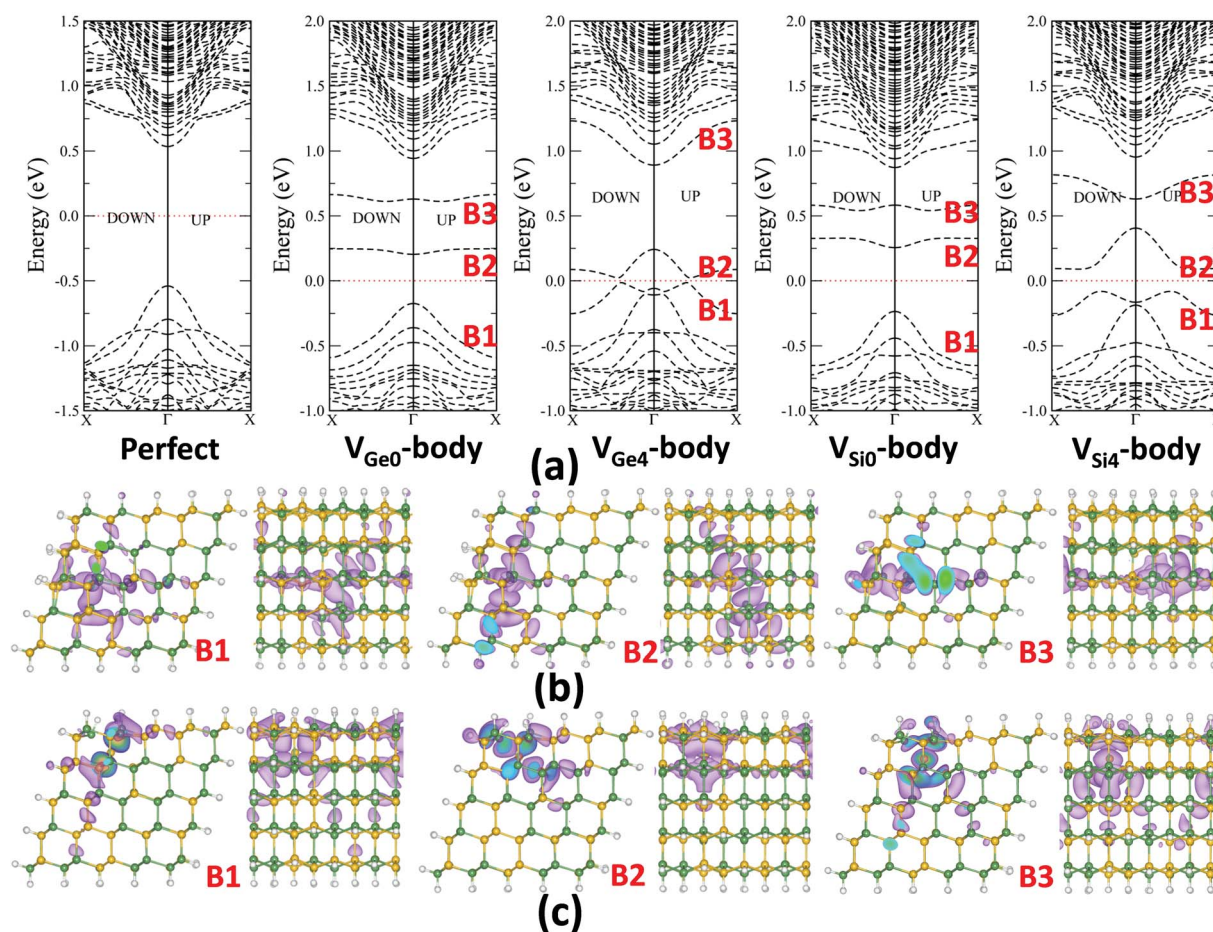 1.5 1.0 0.5 0.0 -0.5 -1.0 -1.5
Energy (eV)
DOWN UP
X Γ X
Perfect
2.0 1.5 1.0 0.5 0.0 -0.5 -1.0
Energy (eV)
DOWN UP
B3
B2
B1
X Γ X
V_Ge0-body
2.0 1.5 1.0 0.5 0.0 -0.5 -1.0
Energy (eV)
B3
DOWN UP
B2
B1
X Γ X
V_Ge4-body
2.0 1.5 1.0 0.5 0.0 -0.5 -1.0
Energy (eV)
DOWN UP
B3
B2
B1
X Γ X
V_Si0-body
2.0 1.5 1.0 0.5 0.0 -0.5 -1.0
Energy (eV)
DOWN UP
B3
B2
B1
X Γ X
V_Si4-body
(a)
B1 B2 B3
(b)
B1 B2 B3
(c)